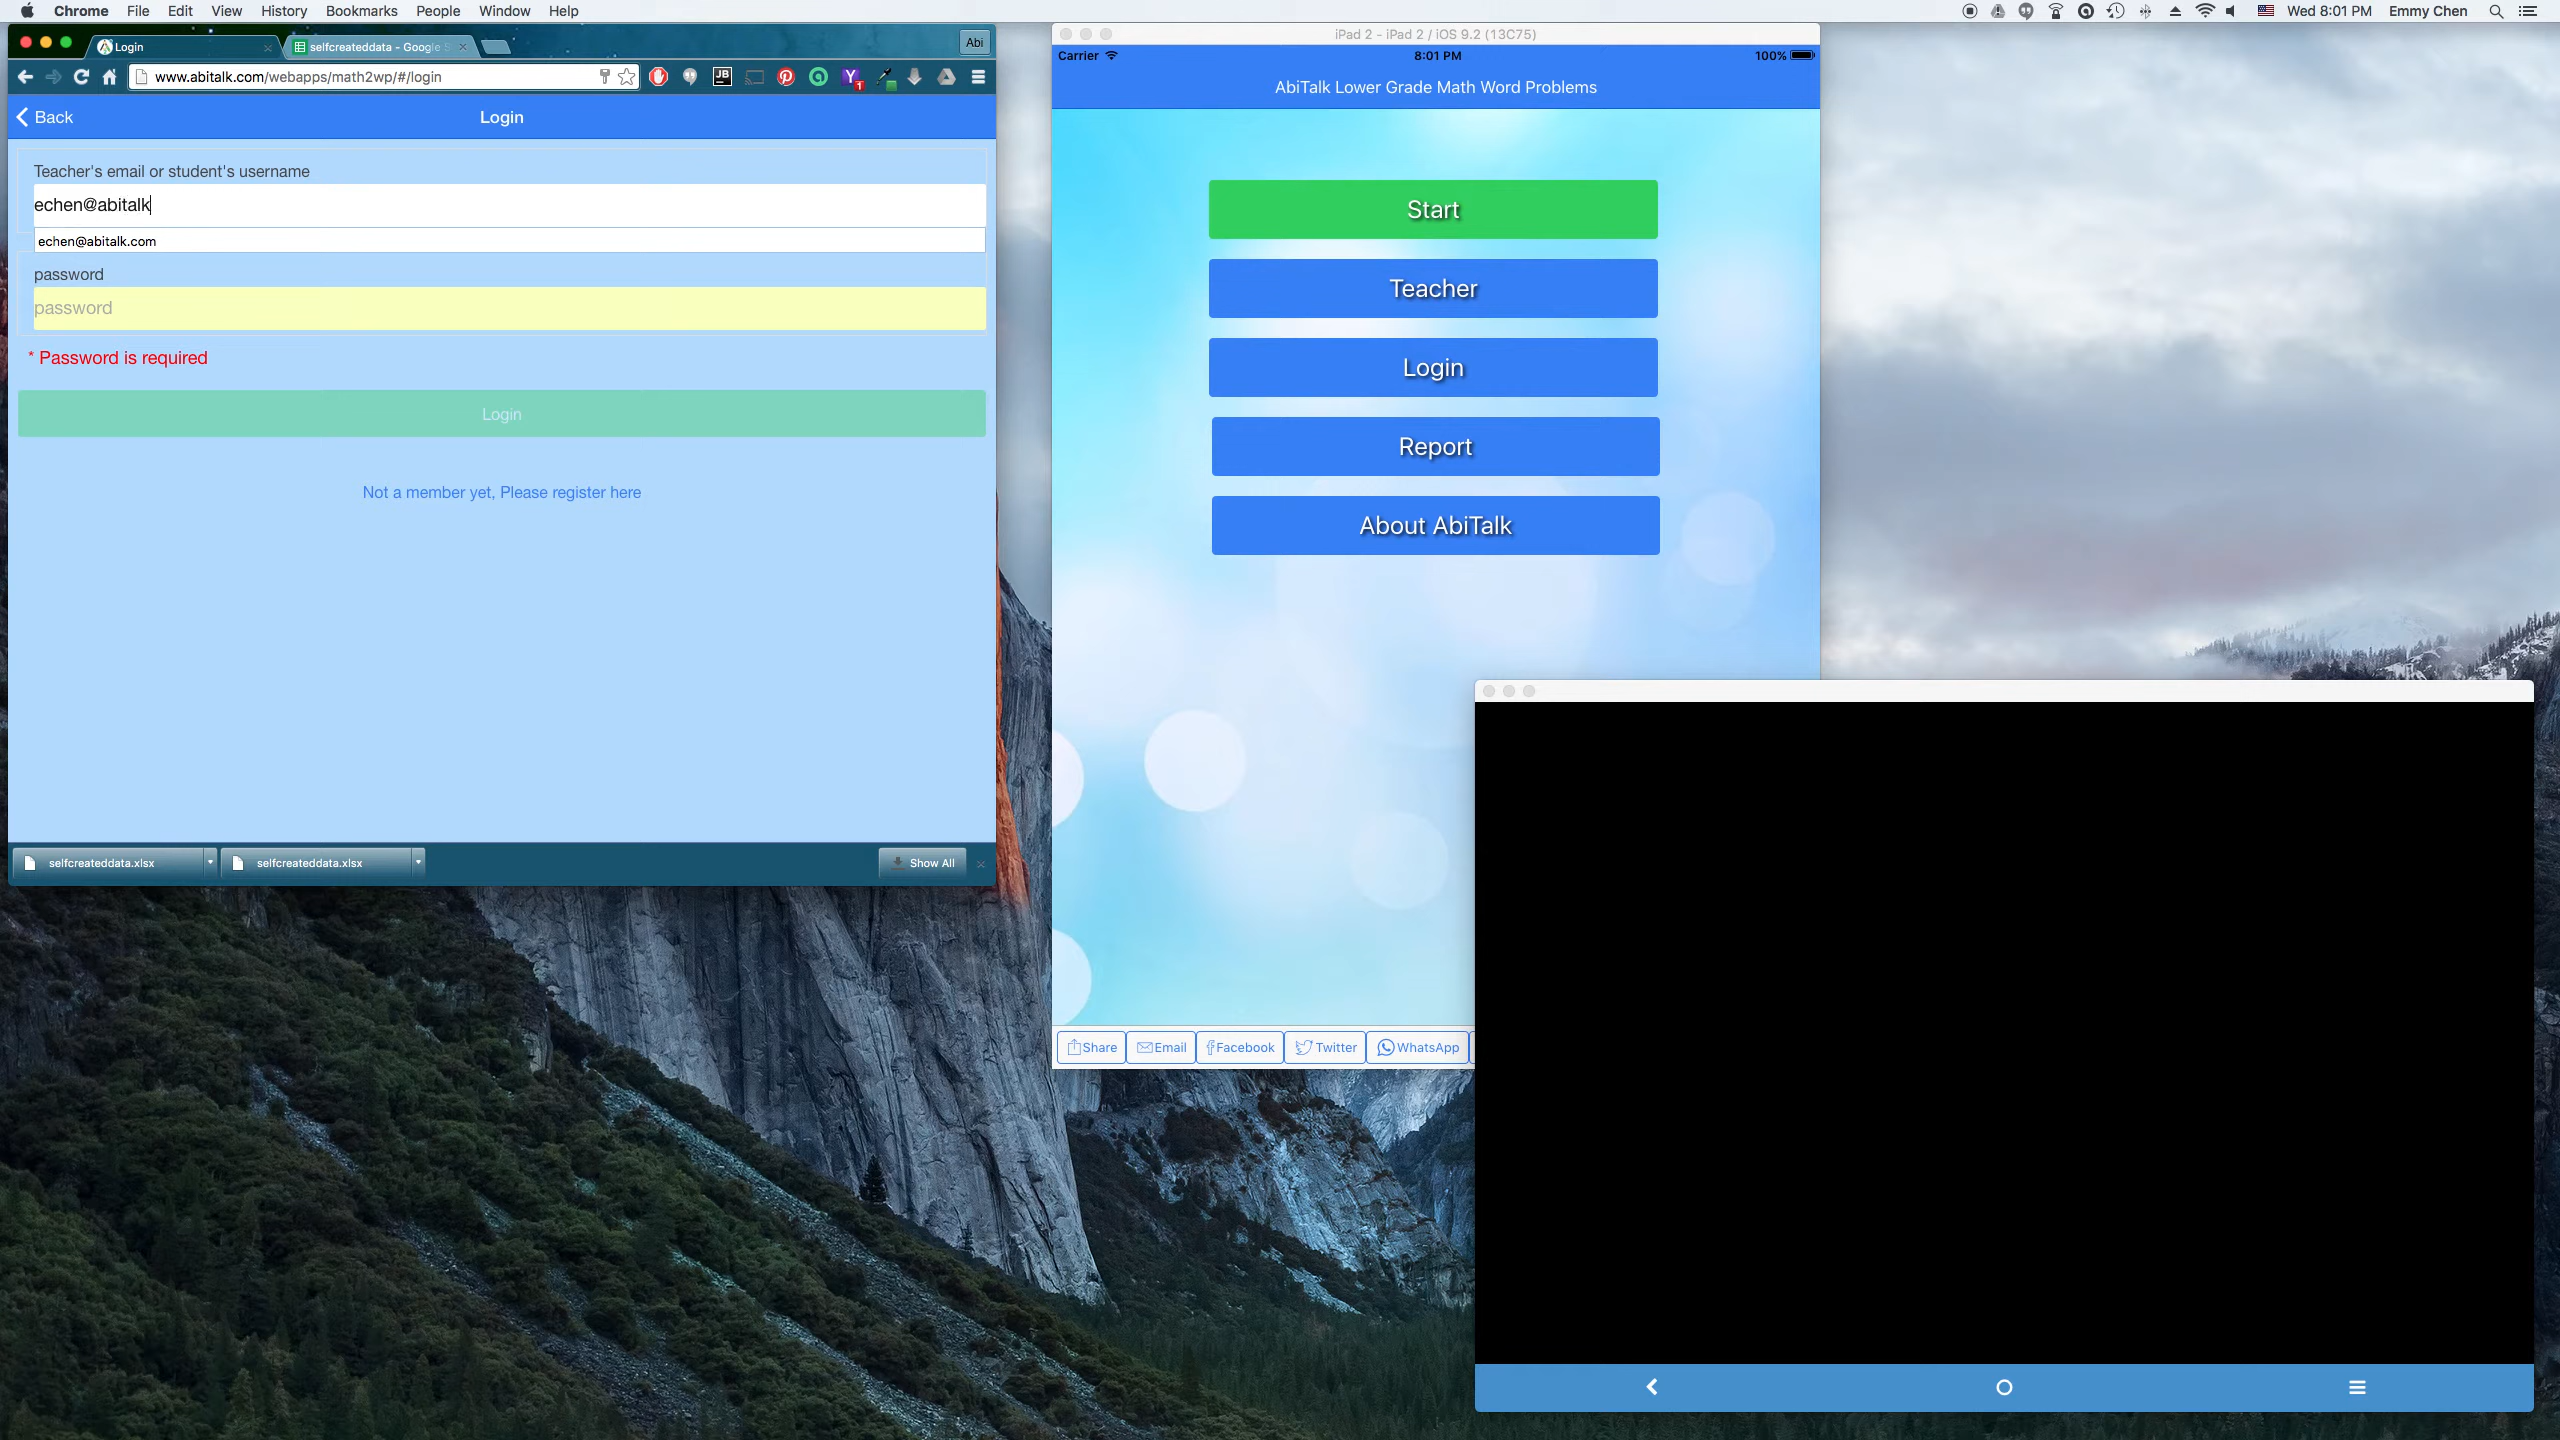 Chrome File Edit View History Bookmarks People Window Help
Wed 8:01 PM Emmy Chen
Login
selfcreateddata - Google S
Abi
www.abitalk.com/webapps/math2wp/#/login
JB
Y
1
Back
Login
Teacher's email or student's username
echen@abitalk
echen@abitalk.com
password
password
* Password is required
Login
Not a member yet, Please register here
selfcreateddata.xlsx
selfcreateddata.xlsx
Show All
iPad 2 - iPad 2 / iOS 9.2 (13C75)
Carrier 8:01 PM 100%
AbiTalk Lower Grade Math Word Problems
Start
Teacher
Login
Report
About AbiTalk
Share Email Facebook Twitter WhatsApp